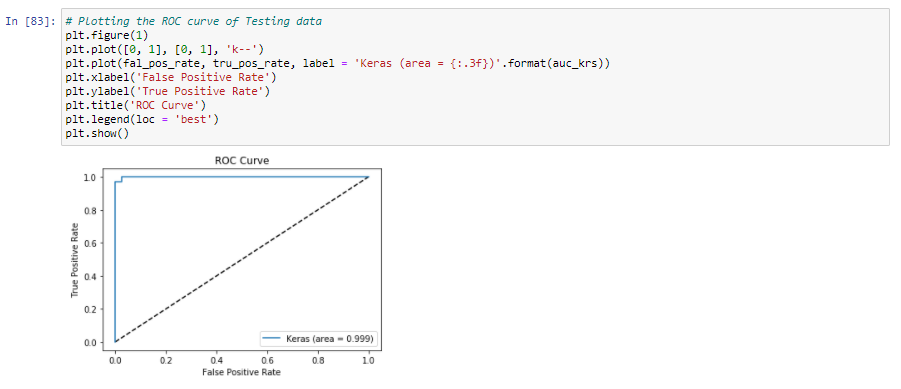 In [83]: # Plotting the ROC curve of Testing data
plt.figure(1)
plt.plot([0, 1], [0, 1], 'k--')
plt.plot(fal_pos_rate, tru_pos_rate, label = 'Keras (area = {:.3f})'.format(auc_krs))
plt.xlabel('False Positive Rate')
plt.ylabel('True Positive Rate')
plt.title('ROC Curve')
plt.legend(loc = 'best')
plt.show()
ROC Curve
True Positive Rate
1.0
0.8
0.6
0.4
0.2
0.0
Keras (area = 0.999)
0.0 0.2 0.4 0.6 0.8 1.0
False Positive Rate